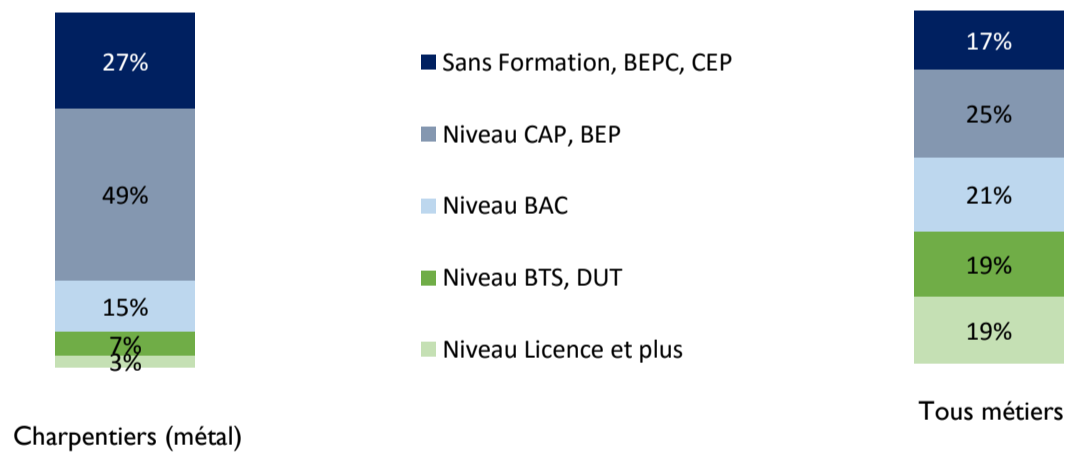 27%
49%
15%
7%
3%
Charpentiers (métal)
Sans Formation, BEPC, CEP
Niveau CAP, BEP
Niveau BAC
Niveau BTS, DUT
Niveau Licence et plus
17%
25%
21%
19%
19%
Tous métiers